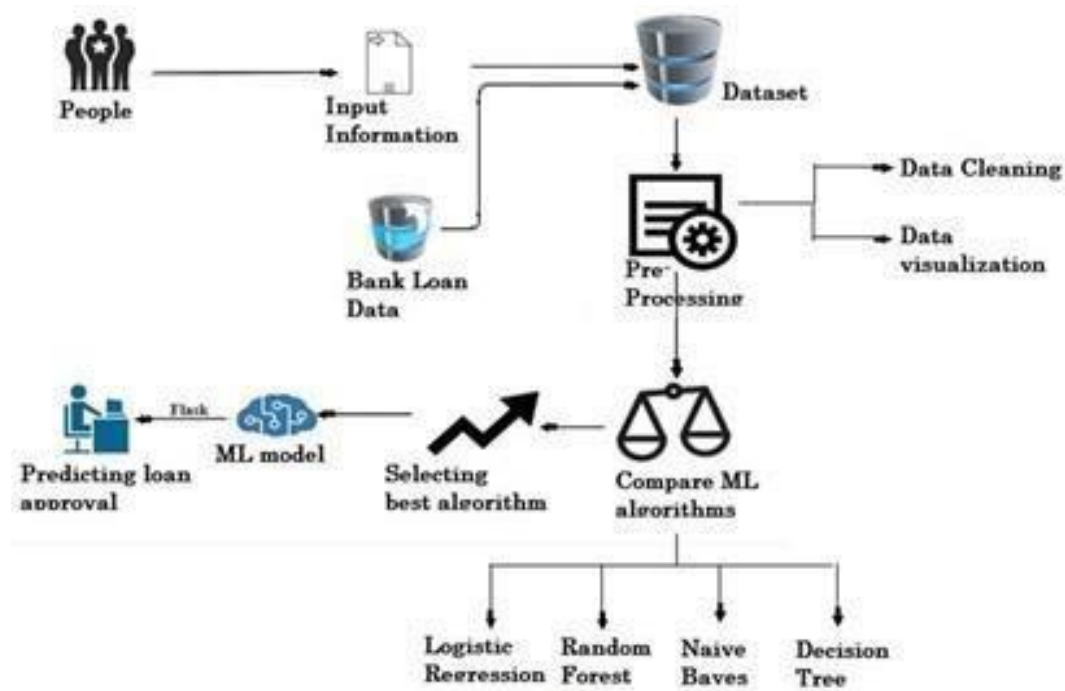 People
Input
Information
Dataset
Data Cleaning
Data
visualization
Bank Loan
Data
Pre-
Processing
Flask
Predicting loan
approval
ML model
Selecting
best algorithm
Compare ML
algorithms
Logistic
Regression
Random
Forest
Naive
Bayes
Decision
Tree